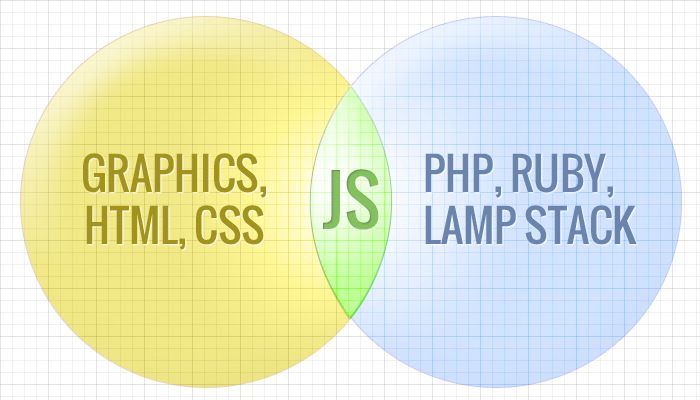 GRAPHICS,
HTML, CSS
JS
PHP, RUBY,
LAMP STACK